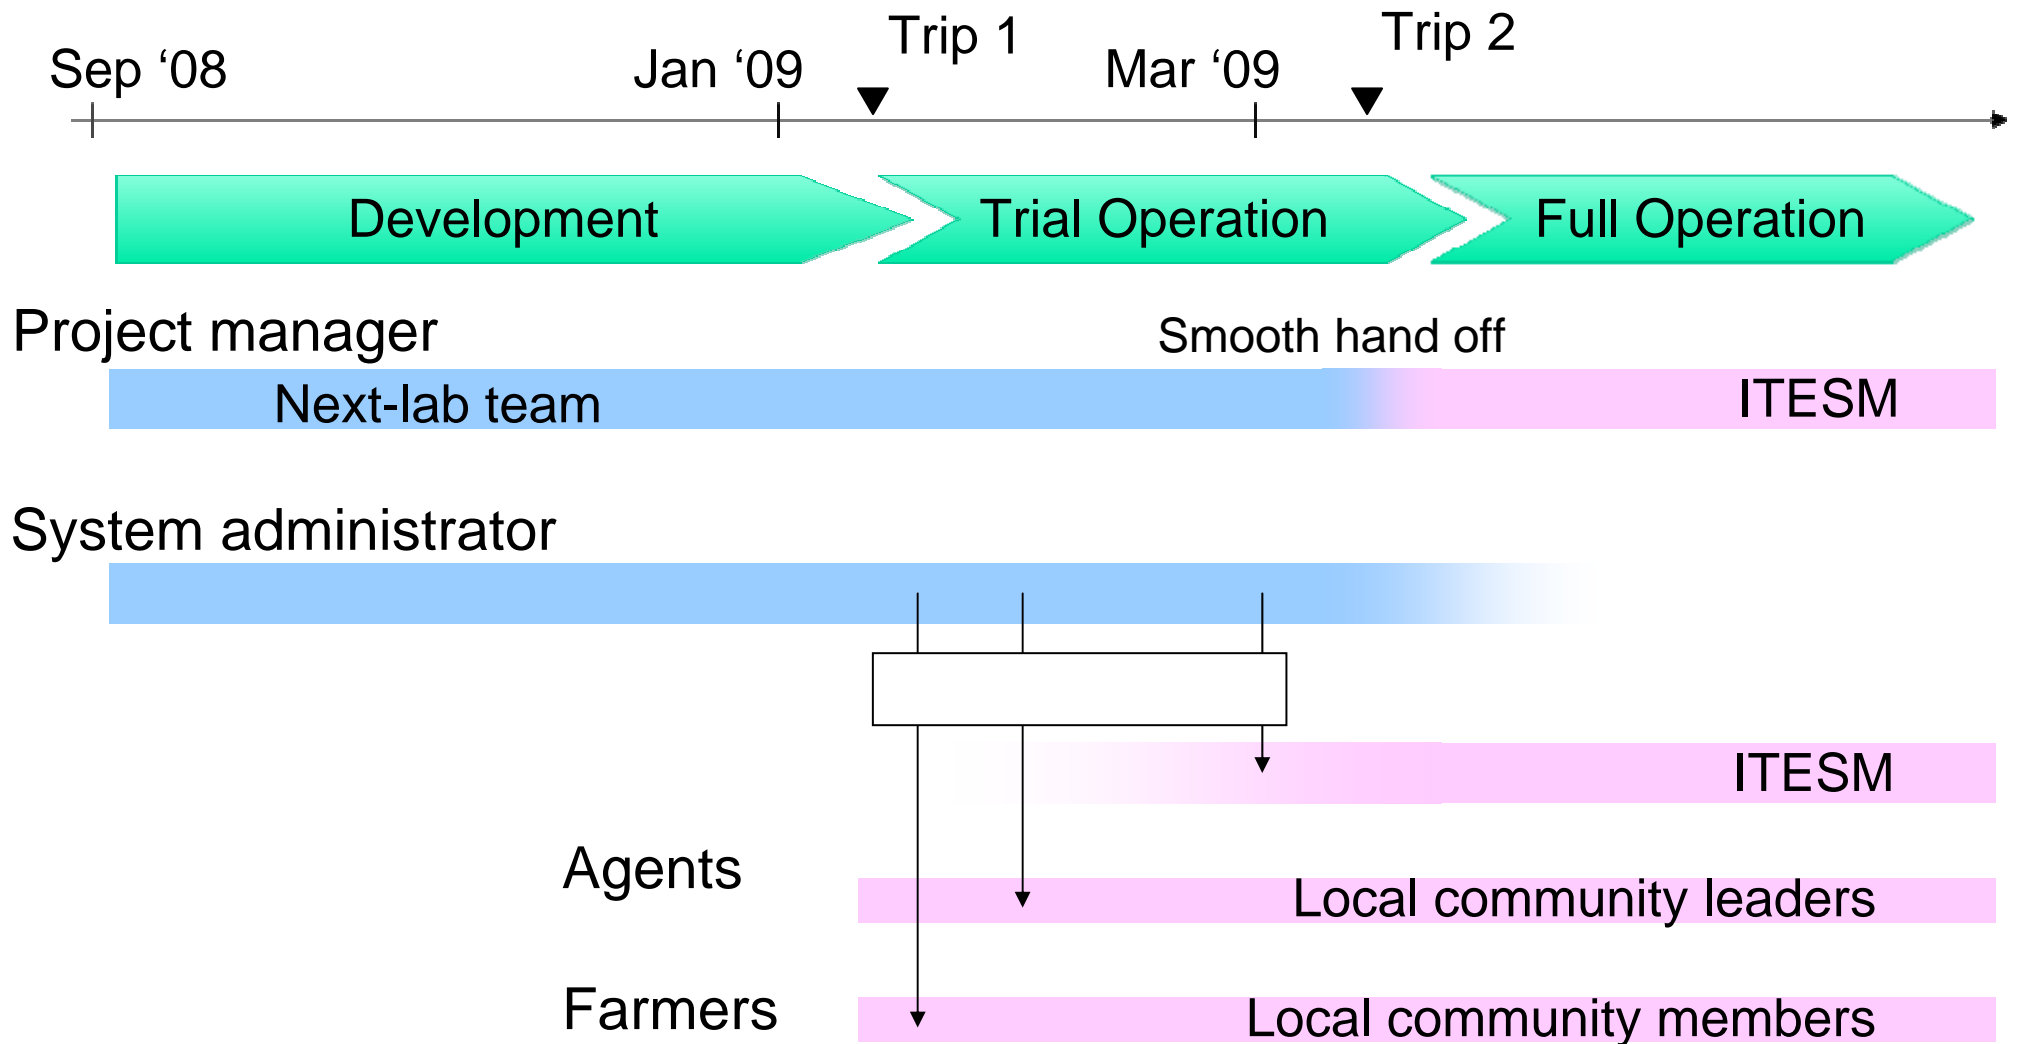 Trip 1
Trip 2
Sep ‘08
Jan ‘09
Mar ‘09
Development
Trial Operation
Full Operation
Project manager
Smooth hand off
Next-lab team
ITESM
System administrator
ITESM
Agents
Local community leaders
Farmers
Local community members